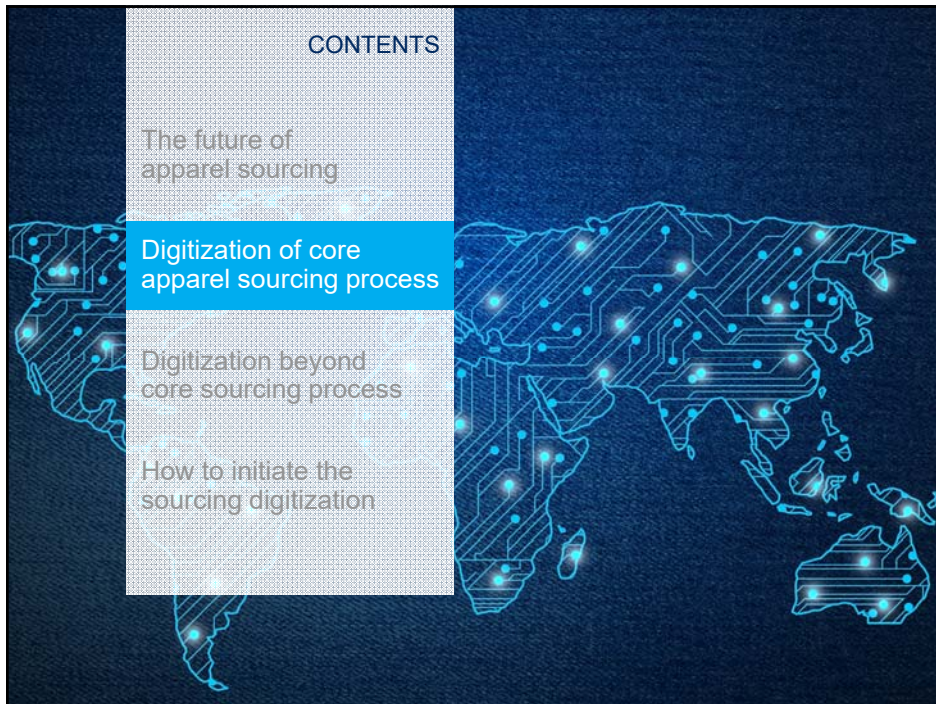 CONTENTS
The future of
apparel sourcing
Digitization of core
apparel sourcing process
Digitization beyond
core sourcing process
How to initiate the
sourcing digitization